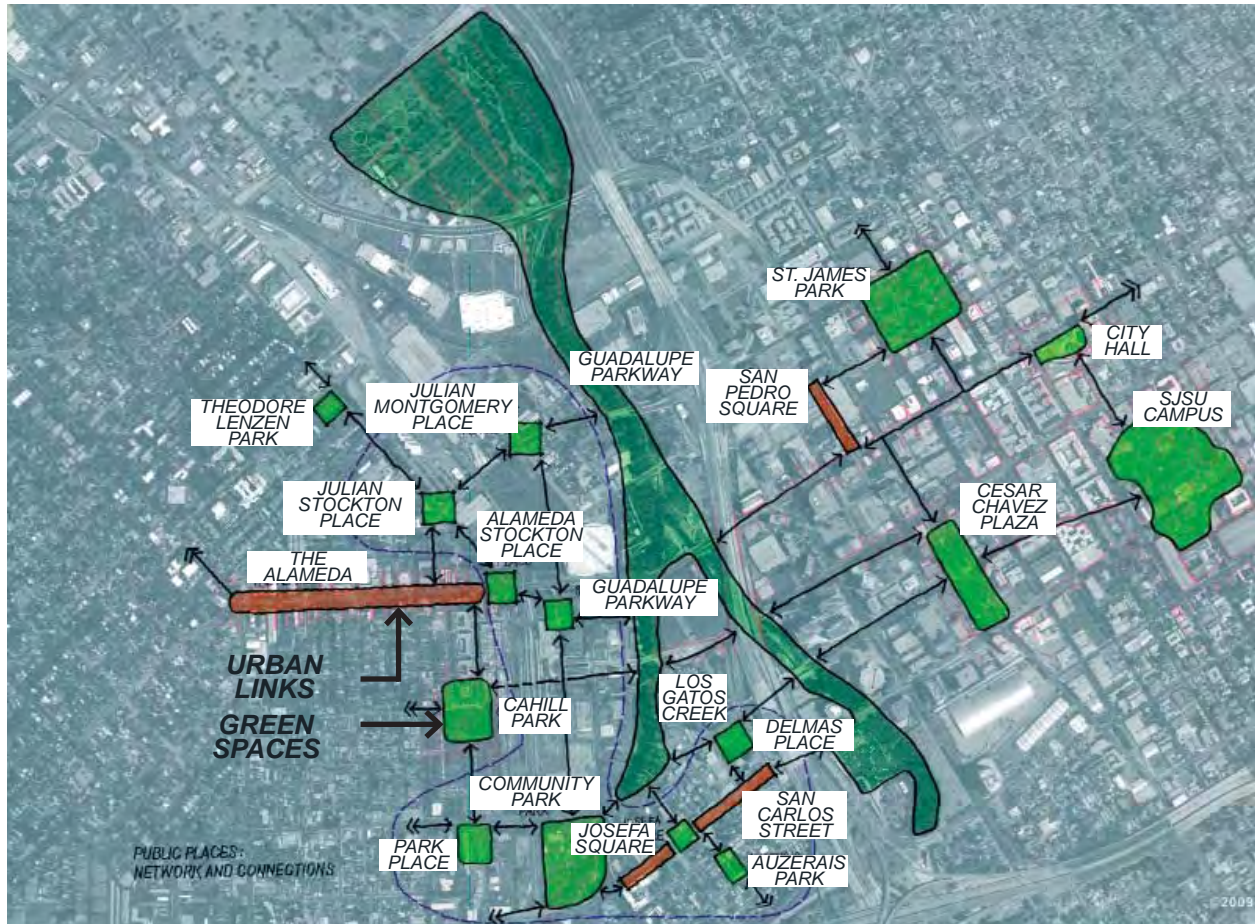 ST. JAMES
PARK
CITY
HALL
GUADALUPE
PARKWAY
SAN
PEDRO
SQUARE
JULIAN
MONTGOMERY
PLACE
THEODORE
LENZEN
PARK
SJSU
CAMPUS
JULIAN
STOCKTON
PLACE
ALAMEDA
STOCKTON
PLACE
CESAR
CHAVEZ
PLAZA
THE
ALAMEDA
GUADALUPE
PARKWAY
URBAN
LINKS
GREEN
SPACES
CAHILL
PARK
LOS
GATOS
CREEK
DELMAS
PLACE
COMMUNITY
PARK
SAN
CARLOS
STREET
JOSEFA
SQUARE
PARK
PLACE
AUZERAIS
PARK
PUBLIC PLACES:
NETWORK AND CONNECTIONS
©2009